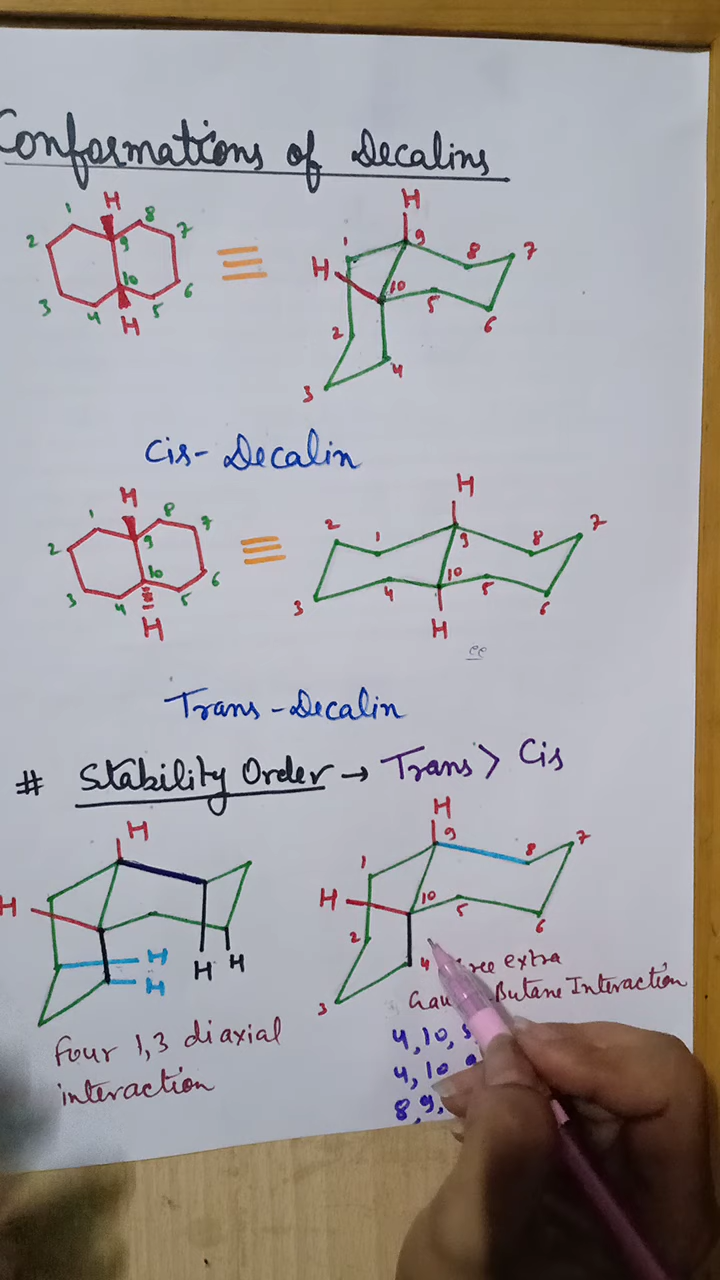 Conformations of Decalins
H
1 8
2 7
9
10
3 6
4 5
H
H
1 9
8 7
H 10
5
2 6
4
3
Cis-Decalin
H
1 8
2 7
9
10
3 6
4 5
H
H
2 1 9 8 7
10
3 4 5 6
H
ee
Trans-Decalin
# Stability Order → Trans > Cis
H
H
H
H
H H
Four 1,3 diaxial
interaction
H
9 8 7
1
H 10
5
2 6
4
3
extra
Butane Interaction
4,10,
4,10
8,9,